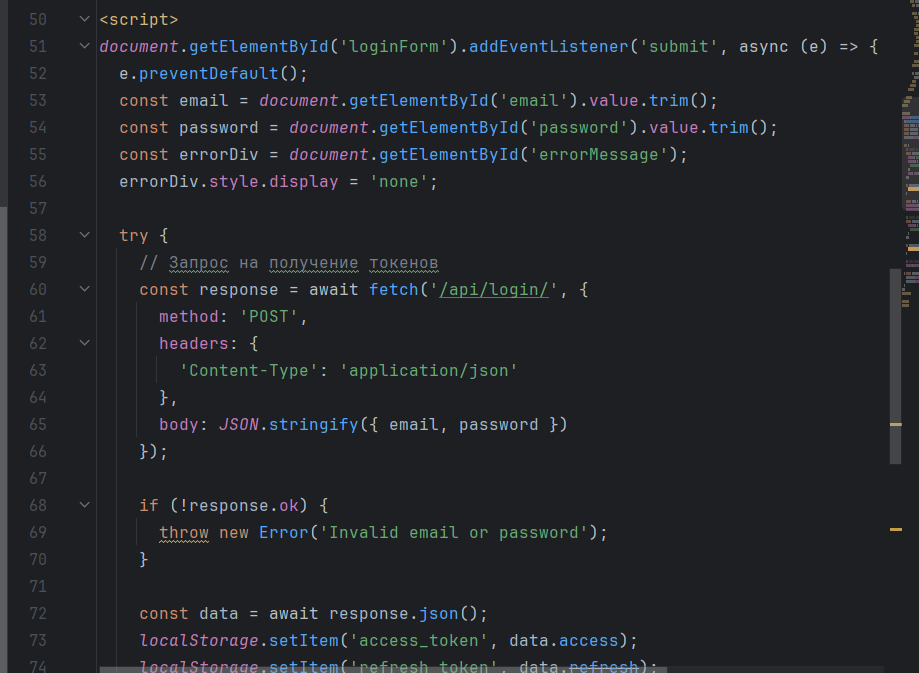 50 <script>
51 document.getElementById('loginForm').addEventListener('submit', async (e) => {
52 e.preventDefault();
53 const email = document.getElementById('email').value.trim();
54 const password = document.getElementById('password').value.trim();
55 const errorDiv = document.getElementById('errorMessage');
56 errorDiv.style.display = 'none';
57
58 try {
59 // Запрос на получение токенов
60 const response = await fetch('/api/login/', {
61 method: 'POST',
62 headers: {
63 'Content-Type': 'application/json'
64 },
65 body: JSON.stringify({ email, password })
66 });
67
68 if (!response.ok) {
69 throw new Error('Invalid email or password');
70 }
71
72 const data = await response.json();
73 localStorage.setItem('access_token', data.access);
74 localStorage.setItem('refresh_token', data.refresh);